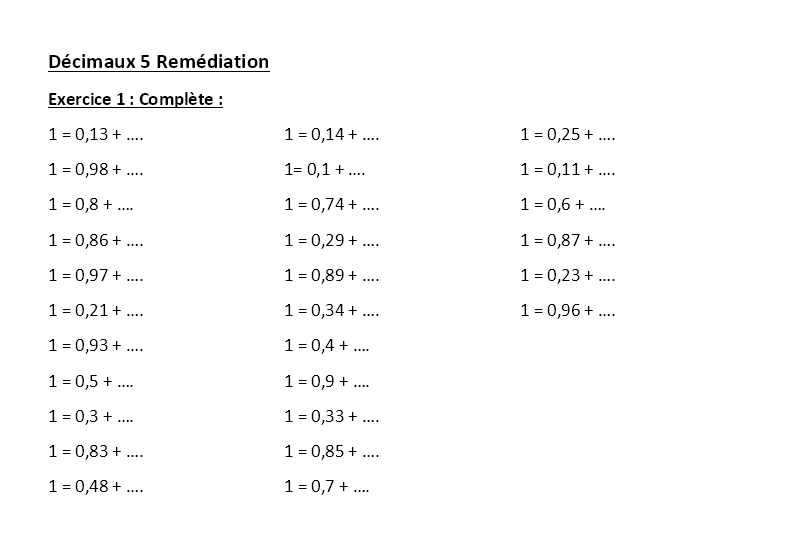 Décimaux 5 Remédiation
Exercice 1 : Complète :
1 = 0,13 + ....
1 = 0,98 + ....
1 = 0,8 + ....
1 = 0,86 + ....
1 = 0,97 + ....
1 = 0,21 + ....
1 = 0,93 + ....
1 = 0,5 + ....
1 = 0,3 + ....
1 = 0,83 + ....
1 = 0,48 + ....
1 = 0,14 + ....
1= 0,1 + ....
1 = 0,74 + ....
1 = 0,29 + ....
1 = 0,89 + ....
1 = 0,34 + ....
1 = 0,4 + ....
1 = 0,9 + ....
1 = 0,33 + ....
1 = 0,85 + ....
1 = 0,7 + ....
1 = 0,25 + ....
1 = 0,11 + ....
1 = 0,6 + ....
1 = 0,87 + ....
1 = 0,23 + ....
1 = 0,96 + ....